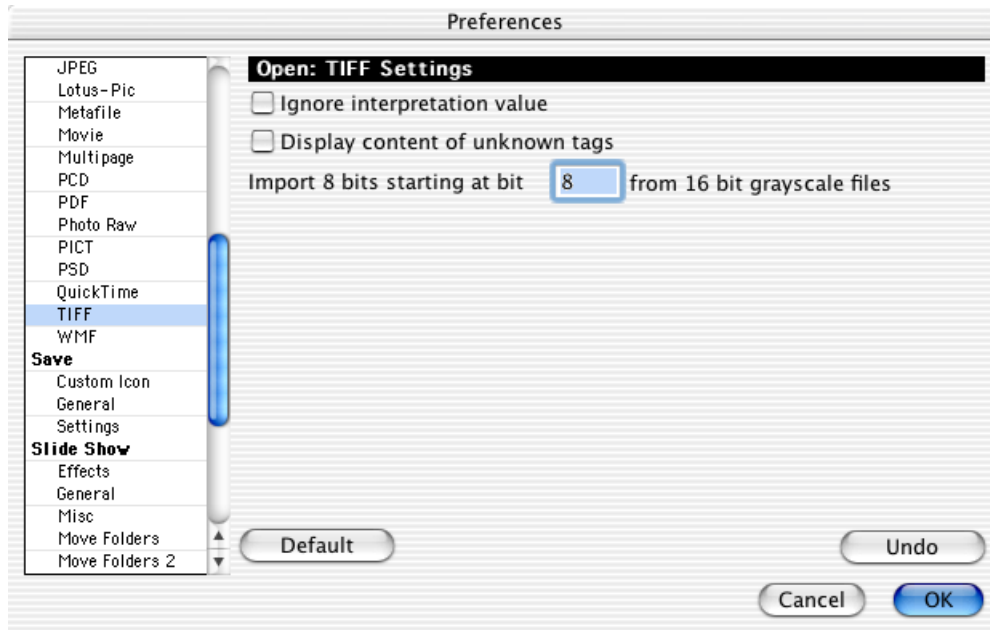 Preferences
JPEG
Lotus-Pic
Metafile
Movie
Multipage
PCD
PDF
Photo Raw
PICT
PSD
QuickTime
TIFF
WMF
Save
Custom Icon
General
Settings
Slide Show
Effects
General
Misc
Move Folders
Move Folders 2
Open: TIFF Settings
Ignore interpretation value
Display content of unknown tags
Import 8 bits starting at bit 8 from 16 bit grayscale files
Default
Undo
Cancel
OK